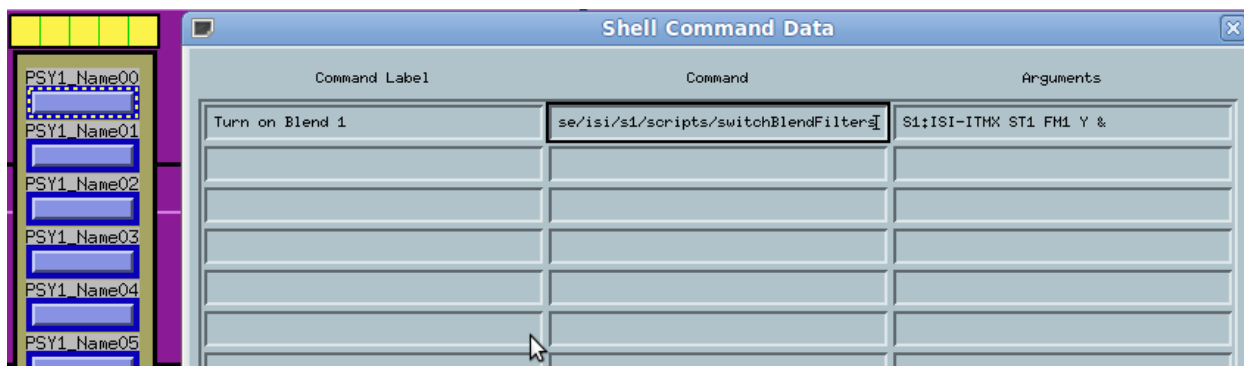 Shell Command Data
Command Label Command Arguments
Turn on Blend 1 se/isi/s1/scripts/switchBlendFilters S1:ISI-ITMX ST1 FM1 Y &
PSY1_Name00
PSY1_Name01
PSY1_Name02
PSY1_Name03
PSY1_Name04
PSY1_Name05